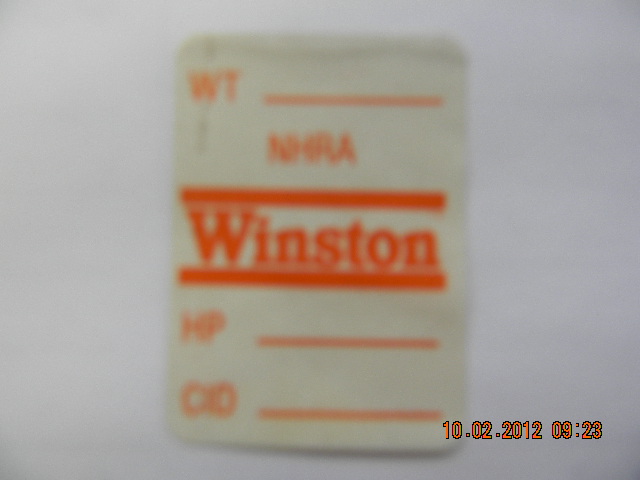 WT
NHRA
Winston
HP
CID
10.02.2012 09:23